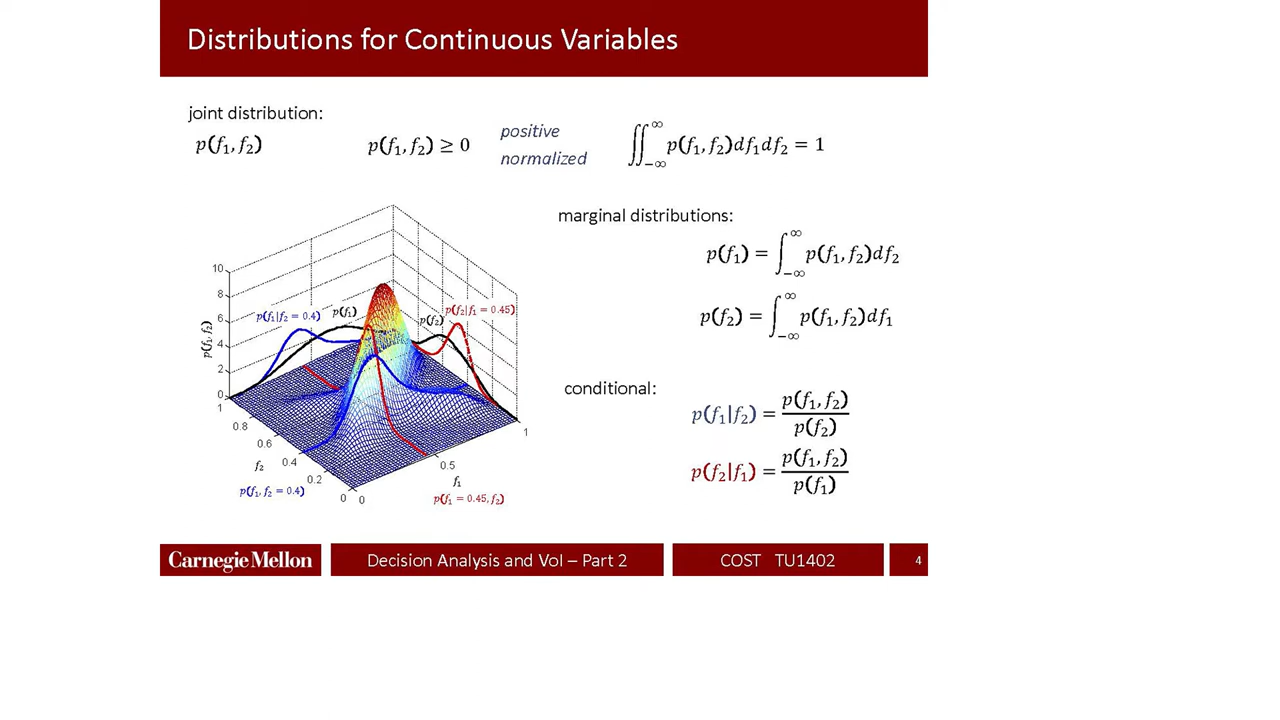 Distributions for Continuous Variables
joint distribution:
p(f₁, f₂)
p(f₁, f₂) ≥ 0
positive
normalized
∬₋∞^∞ p(f₁, f₂)df₁df₂ = 1
marginal distributions:
p(f₁) = ∫₋∞^∞ p(f₁, f₂)df₂
p(f₂) = ∫₋∞^∞ p(f₁, f₂)df₁
conditional:
p(f₁|f₂) = p(f₁, f₂) / p(f₂)
p(f₂|f₁) = p(f₁, f₂) / p(f₁)
p(f₁, f₂)
10
8
6
4
2
0
p(f₁|f₂ = 0.4)
p(f₁)
p(f₂)
p(f₂|f₁ = 0.45)
1
0.8
0.6
0.4
0.2
0
f₂
0
0.5
1
f₁
p(f₁, f₂ = 0.4)
p(f₁ = 0.45, f₂)
Carnegie Mellon
Decision Analysis and VoI – Part 2
COST TU1402
4